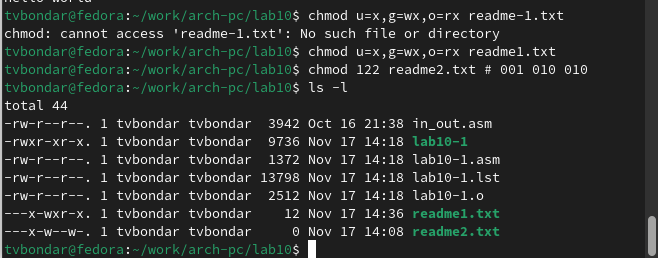 tvbondar@fedora:~/work/arch-pc/lab10$ chmod u=x,g=wx,o=rx readme-1.txt
chmod: cannot access 'readme-1.txt': No such file or directory
tvbondar@fedora:~/work/arch-pc/lab10$ chmod u=x,g=wx,o=rx readme1.txt
tvbondar@fedora:~/work/arch-pc/lab10$ chmod 122 readme2.txt # 001 010 010
tvbondar@fedora:~/work/arch-pc/lab10$ ls -l
total 44
-rw-r--r--. 1 tvbondar tvbondar  3942 Oct 16 21:38 in_out.asm
-rwxr-xr-x. 1 tvbondar tvbondar  9736 Nov 17 14:18 lab10-1
-rw-r--r--. 1 tvbondar tvbondar  1372 Nov 17 14:18 lab10-1.asm
-rw-r--r--. 1 tvbondar tvbondar 13798 Nov 17 14:18 lab10-1.lst
-rw-r--r--. 1 tvbondar tvbondar  2512 Nov 17 14:18 lab10-1.o
---x-wxr-x. 1 tvbondar tvbondar    12 Nov 17 14:36 readme1.txt
---x-w--w-. 1 tvbondar tvbondar     0 Nov 17 14:08 readme2.txt
tvbondar@fedora:~/work/arch-pc/lab10$